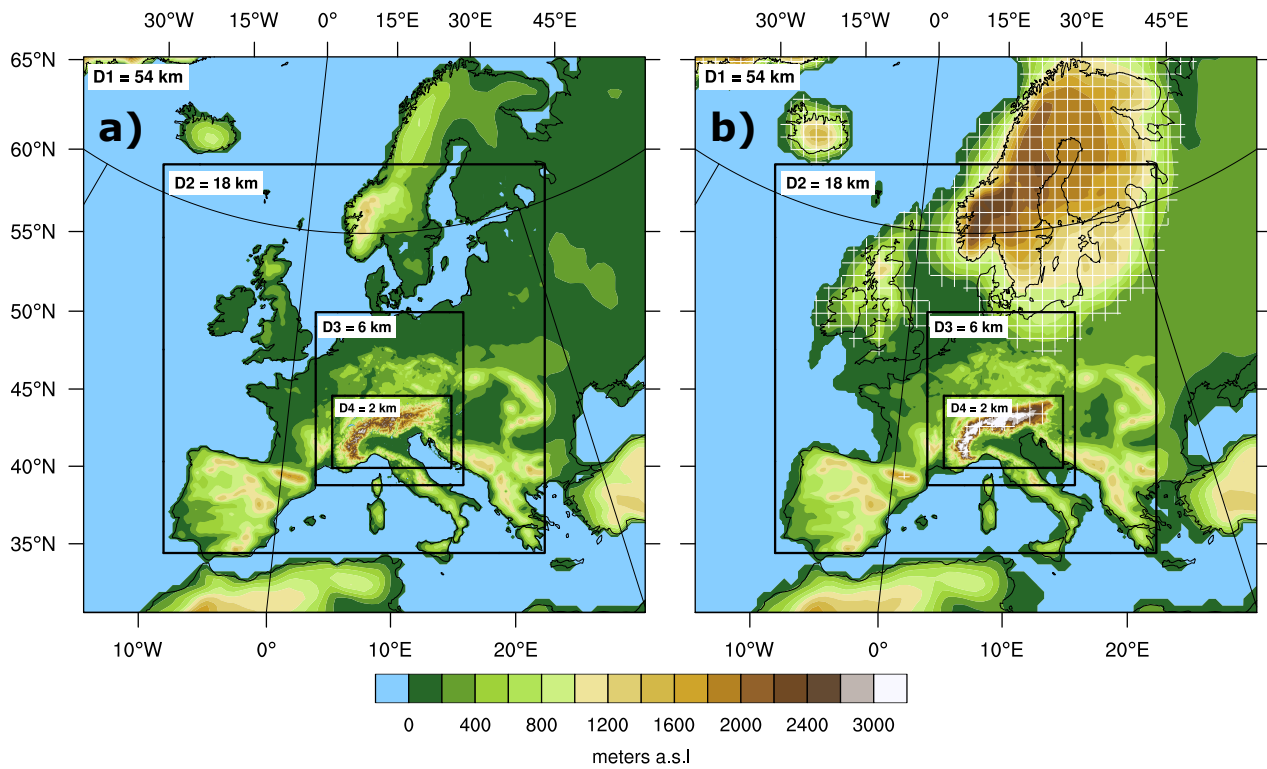 30°W 15°W 0° 15°E 30°E 45°E 30°W 15°W 0° 15°E 30°E 45°E
65°N 65°N
D1 = 54 km D1 = 54 km
a) b)
60°N 60°N
D2 = 18 km D2 = 18 km
55°N 55°N
50°N 50°N
D3 = 6 km D3 = 6 km
45°N 45°N
D4 = 2 km D4 = 2 km
40°N 40°N
35°N 35°N
10°W 0° 10°E 20°E 10°W 0° 10°E 20°E
0 400 800 1200 1600 2000 2400 3000
meters a.s.l